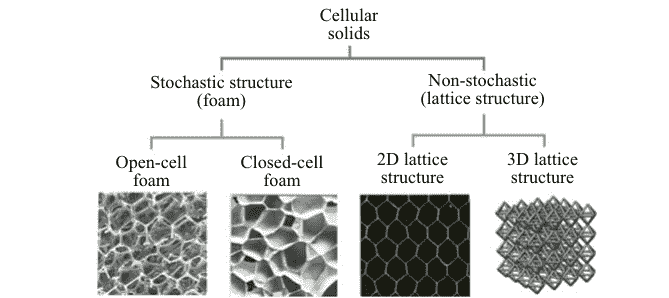 Cellular
solids
Stochastic structure
(foam)
Non-stochastic
(lattice structure)
Open-cell
foam
Closed-cell
foam
2D lattice
structure
3D lattice
structure